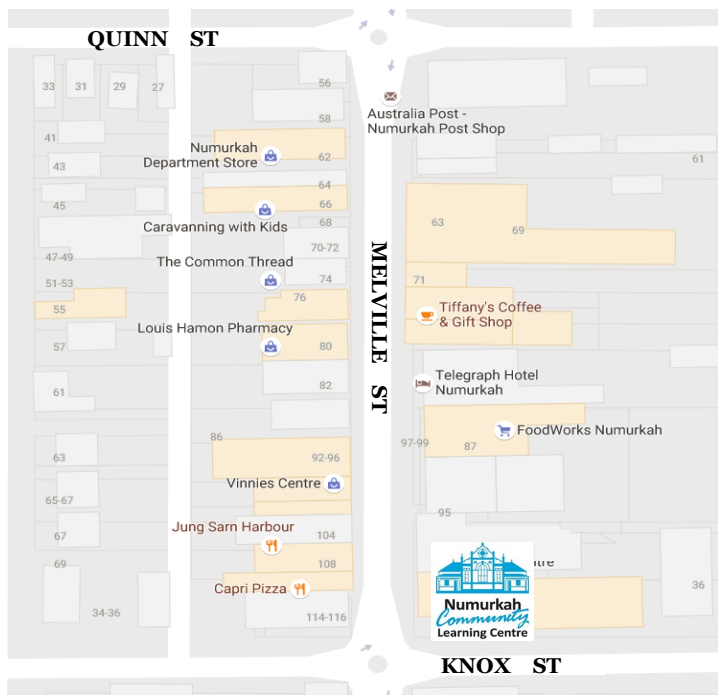 QUINN ST
33
31
29
27
56
58
Australia Post -
Numurkah Post Shop
41
Numurkah
Department Store
62
43
61
64
45
66
Caravanning with Kids
68
63
69
47-49
70-72
The Common Thread
74
51-53
71
76
55
Tiffany's Coffee
& Gift Shop
MELVILLE ST
Louis Hamon Pharmacy
57
80
Telegraph Hotel
Numurkah
82
61
86
97-99
87
FoodWorks Numurkah
63
92-96
Vinnies Centre
65-67
95
Jung Sarn Harbour
104
67
69
108
Capri Pizza
34-36
114-116
36
Numurkah
Community
Learning Centre
KNOX ST